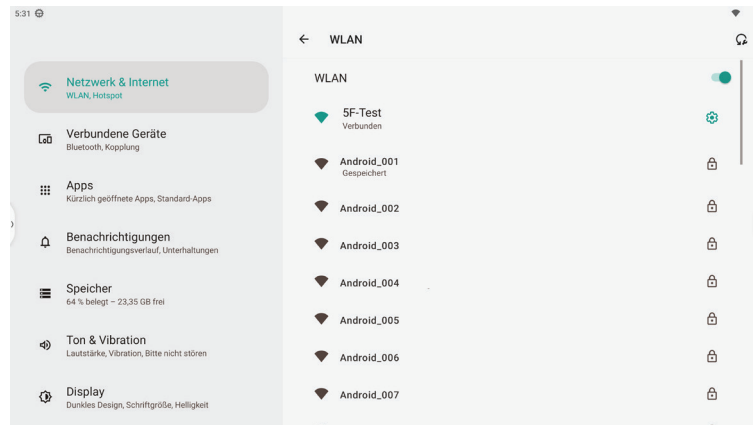 5:31
WLAN
Netzwerk & Internet
WLAN, Hotspot
Verbundene Geräte
Bluetooth, Kopplung
Apps
Kürzlich geöffnete Apps, Standard-Apps
Benachrichtigungen
Benachrichtigungsverlauf, Unterhaltungen
Speicher
64 % belegt – 23,35 GB frei
Ton & Vibration
Lautstärke, Vibration, Bitte nicht stören
Display
Dunkles Design, Schriftgröße, Helligkeit
WLAN
5F-Test
Verbunden
Android_001
Gespeichert
Android_002
Android_003
Android_004
Android_005
Android_006
Android_007